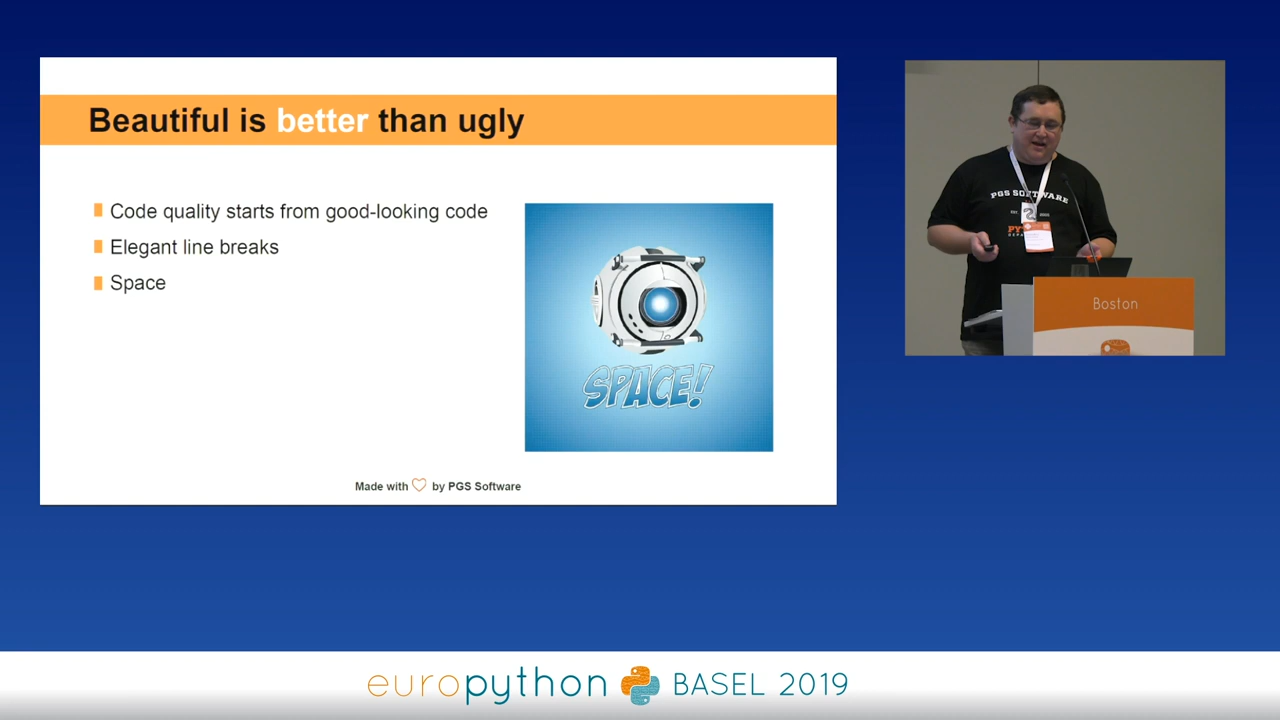 Beautiful is better than ugly
Code quality starts from good-looking code
Elegant line breaks
Space
SPACE!
Made with by PGS Software
PGS SOFTWARE
Boston
europython BASEL 2019